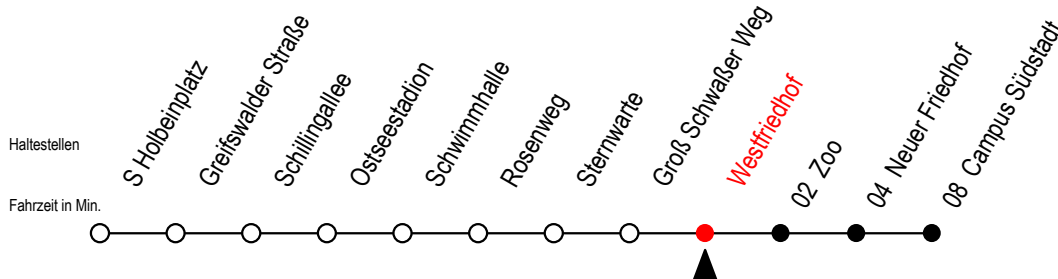 Haltestellen
Fahrzeit in Min.
S Holbeinplatz
Greifswalder Straße
Schillingallee
Ostseestadion
Schwimmhalle
Rosenweg
Sternwarte
Groß Schwaßer Weg
Westfriedhof
02 Zoo
04 Neuer Friedhof
08 Campus Südstadt